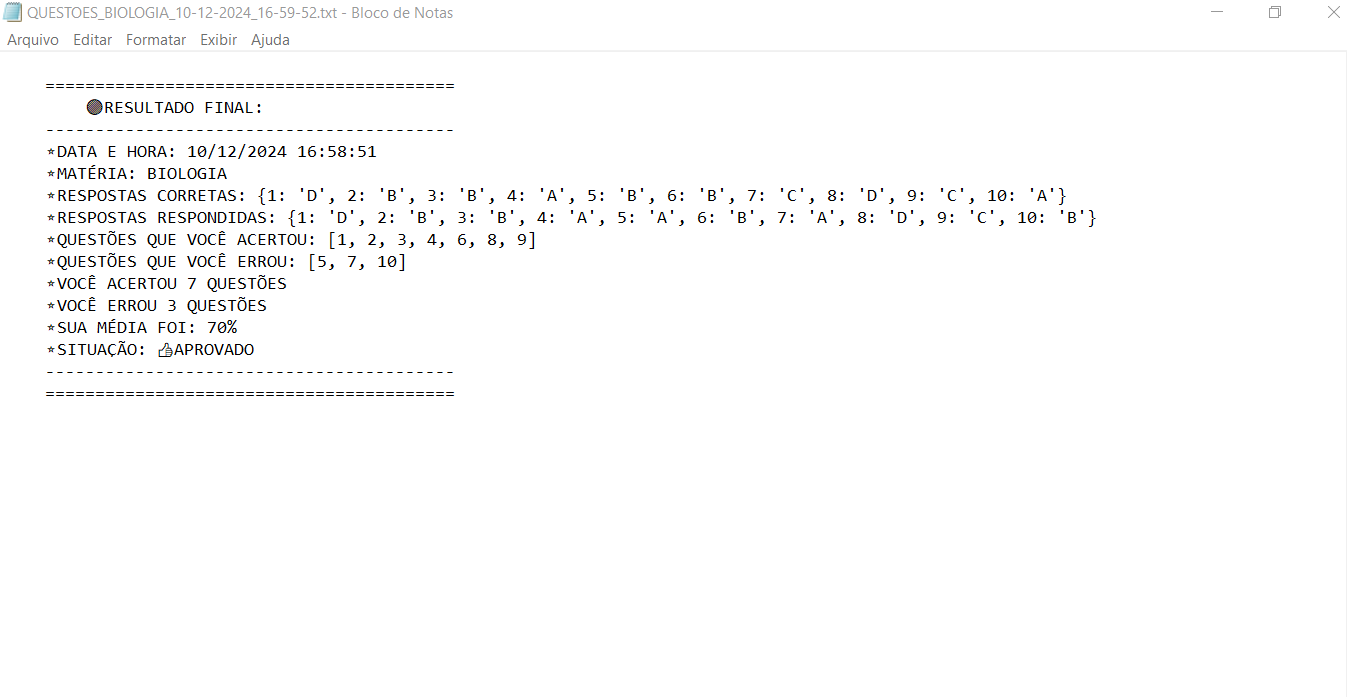 QUESTOES_BIOLOGIA_10-12-2024_16-59-52.txt - Bloco de Notas
Arquivo Editar Formatar Exibir Ajuda
=========================================
🟠RESULTADO FINAL:
-----------------------------------------
⭐DATA E HORA: 10/12/2024 16:58:51
⭐MATÉRIA: BIOLOGIA
⭐RESPOSTAS CORRETAS: {1: 'D', 2: 'B', 3: 'B', 4: 'A', 5: 'B', 6: 'B', 7: 'C', 8: 'D', 9: 'C', 10: 'A'}
⭐RESPOSTAS RESPONDIDAS: {1: 'D', 2: 'B', 3: 'B', 4: 'A', 5: 'A', 6: 'B', 7: 'A', 8: 'D', 9: 'C', 10: 'B'}
⭐QUESTÕES QUE VOCÊ ACERTOU: [1, 2, 3, 4, 6, 8, 9]
⭐QUESTÕES QUE VOCÊ ERROU: [5, 7, 10]
⭐VOCÊ ACERTOU 7 QUESTÕES
⭐VOCÊ ERROU 3 QUESTÕES
⭐SUA MÉDIA FOI: 70%
⭐SITUAÇÃO: 👍APROVADO
-----------------------------------------
=========================================